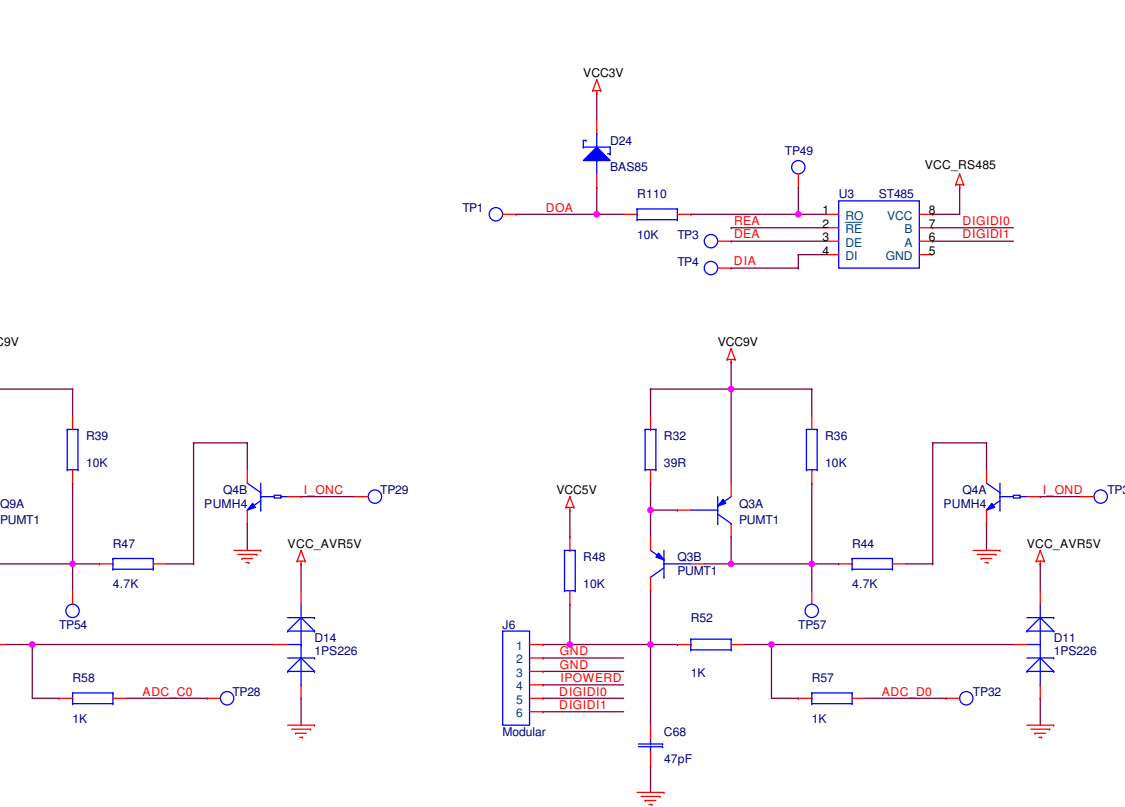 VCC3V
D24
BAS85
TP49
VCC_RS485
TP1
DOA
R110
10K
U3 ST485
1 RO VCC 8
REA 2 RE B 7 DIGIDI0
TP3 DEA 3 DE A 6 DIGIDI1
TP4 DIA 4 DI GND 5
C9V
VCC9V
R39
10K
Q9A
PUMT1
Q4B
PUMH4
I_ONC
TP29
R47
4.7K
TP54
VCC_AVR5V
D14
1PS226
R58
1K
ADC_C0
TP28
R32
39R
R36
10K
Q3A
PUMT1
Q3B
PUMT1
VCC5V
R48
10K
Q4A
PUMH4
I_OND
TP3
R44
4.7K
TP57
VCC_AVR5V
D11
1PS226
R52
1K
R57
1K
ADC_D0
TP32
J6
1
2 GND
3 GND
4 IPOWERD
5 DIGIDI0
6 DIGIDI1
Modular
C68
47pF